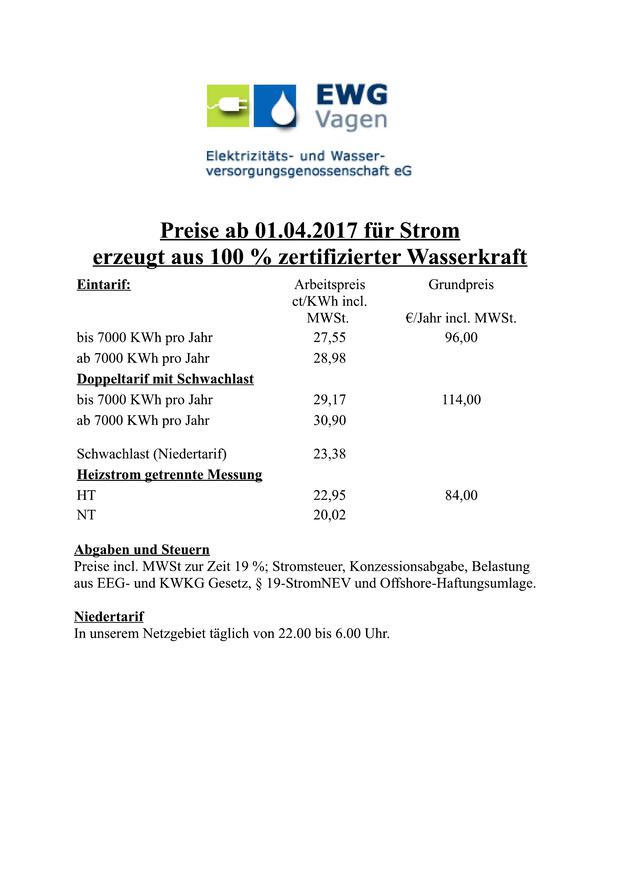 EWG
Vagen
Elektrizitäts- und Wasser-
versorgungsgenossenschaft eG
Preise ab 01.04.2017 für Strom
erzeugt aus 100 % zertifizierter Wasserkraft
Eintarif: Arbeitspreis Grundpreis
ct/KWh incl.
MWSt. €/Jahr incl. MWSt.
bis 7000 KWh pro Jahr 27,55 96,00
ab 7000 KWh pro Jahr 28,98
Doppeltarif mit Schwachlast
bis 7000 KWh pro Jahr 29,17 114,00
ab 7000 KWh pro Jahr 30,90
Schwachlast (Niedertarif) 23,38
Heizstrom getrennte Messung
HT 22,95 84,00
NT 20,02
Abgaben und Steuern
Preise incl. MWSt zur Zeit 19 %; Stromsteuer, Konzessionsabgabe, Belastung
aus EEG- und KWKG Gesetz, § 19-StromNEV und Offshore-Haftungsumlage.
Niedertarif
In unserem Netzgebiet täglich von 22.00 bis 6.00 Uhr.